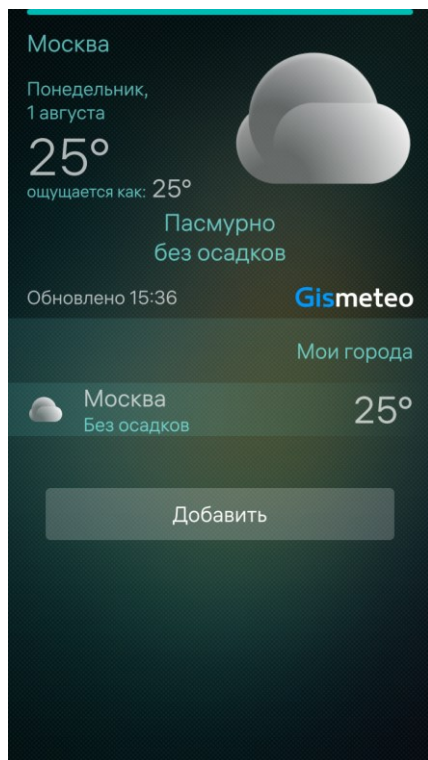 Москва
Понедельник,
1 августа
25°
ощущается как: 25°
Пасмурно
без осадков
Обновлено 15:36
Gismeteo
Мои города
Москва
25°
Без осадков
Добавить